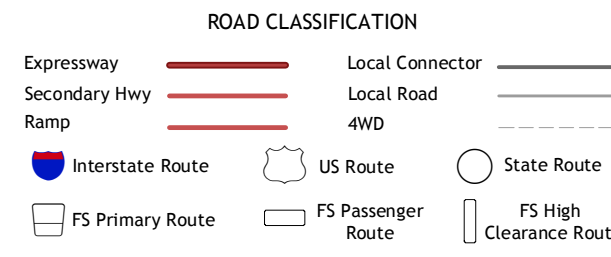 ROAD CLASSIFICATION
Expressway
Local Connector
Secondary Hwy
Local Road
Ramp
4WD
Interstate Route
US Route
State Route
FS Primary Route
FS Passenger
Route
FS High
Clearance Rout